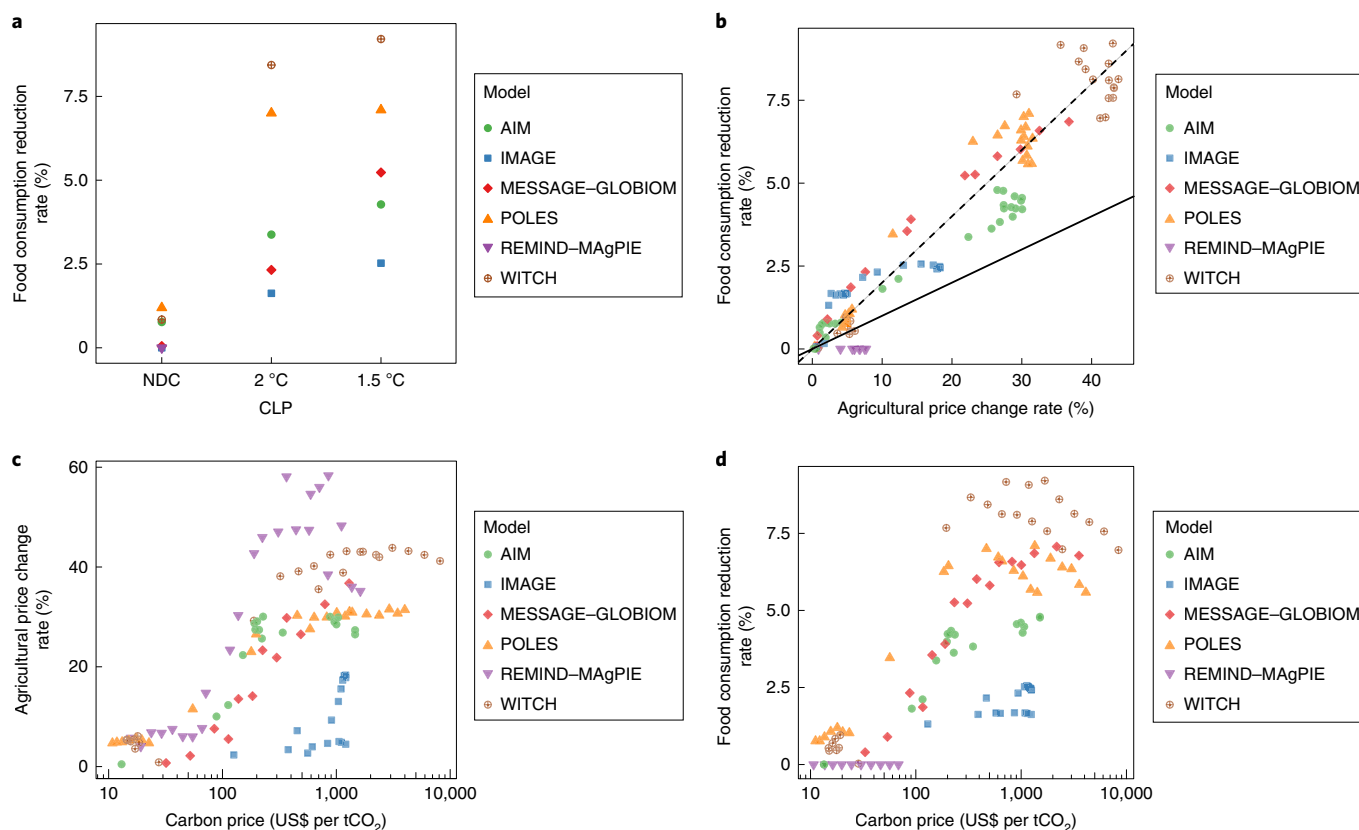 a
Food consumption reduction
rate (%)
7.5
5.0
2.5
0
NDC
2 °C
1.5 °C
CLP
Model
AIM
IMAGE
MESSAGE–GLOBIOM
POLES
REMIND–MAgPIE
WITCH
b
Food consumption reduction
rate (%)
7.5
5.0
2.5
0
0
10
20
30
40
Agricultural price change rate (%)
Model
AIM
IMAGE
MESSAGE–GLOBIOM
POLES
REMIND–MAgPIE
WITCH
c
Agricultural price change
rate (%)
60
40
20
0
10
100
1,000
10,000
Carbon price (US$ per tCO₂)
Model
AIM
IMAGE
MESSAGE–GLOBIOM
POLES
REMIND–MAgPIE
WITCH
d
Food consumption reduction
rate (%)
7.5
5.0
2.5
0
10
100
1,000
10,000
Carbon price (US$ per tCO₂)
Model
AIM
IMAGE
MESSAGE–GLOBIOM
POLES
REMIND–MAgPIE
WITCH